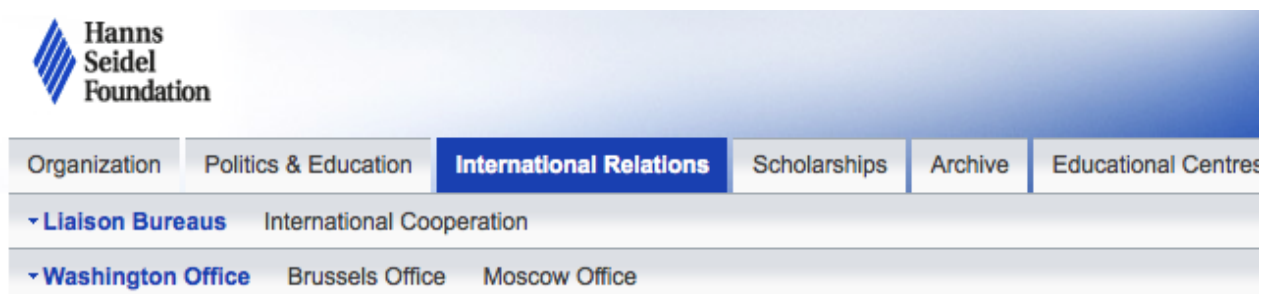 Hanns
Seidel
Foundation
Organization Politics & Education International Relations Scholarships Archive Educational Centres
Liaison Bureaus International Cooperation
Washington Office Brussels Office Moscow Office